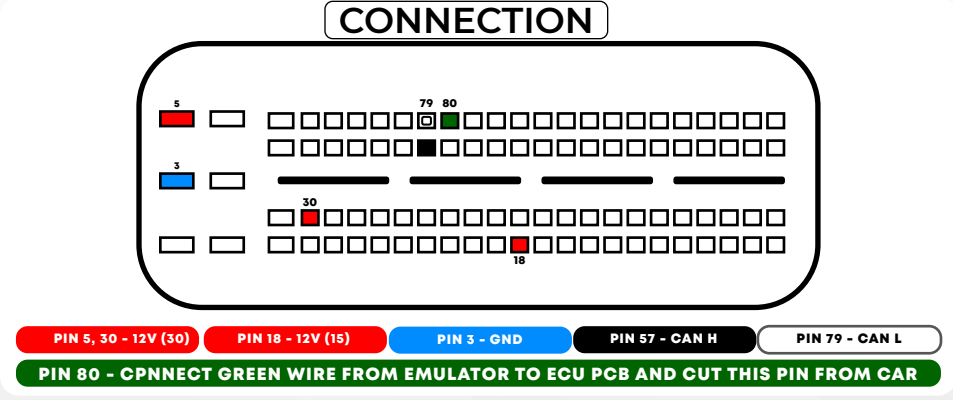 CONNECTION
5
79 80
3
30
18
PIN 5, 30 - 12V (30)
PIN 18 - 12V (15)
PIN 3 - GND
PIN 57 - CAN H
PIN 79 - CAN L
PIN 80 - CPNNECT GREEN WIRE FROM EMULATOR TO ECU PCB AND CUT THIS PIN FROM CAR